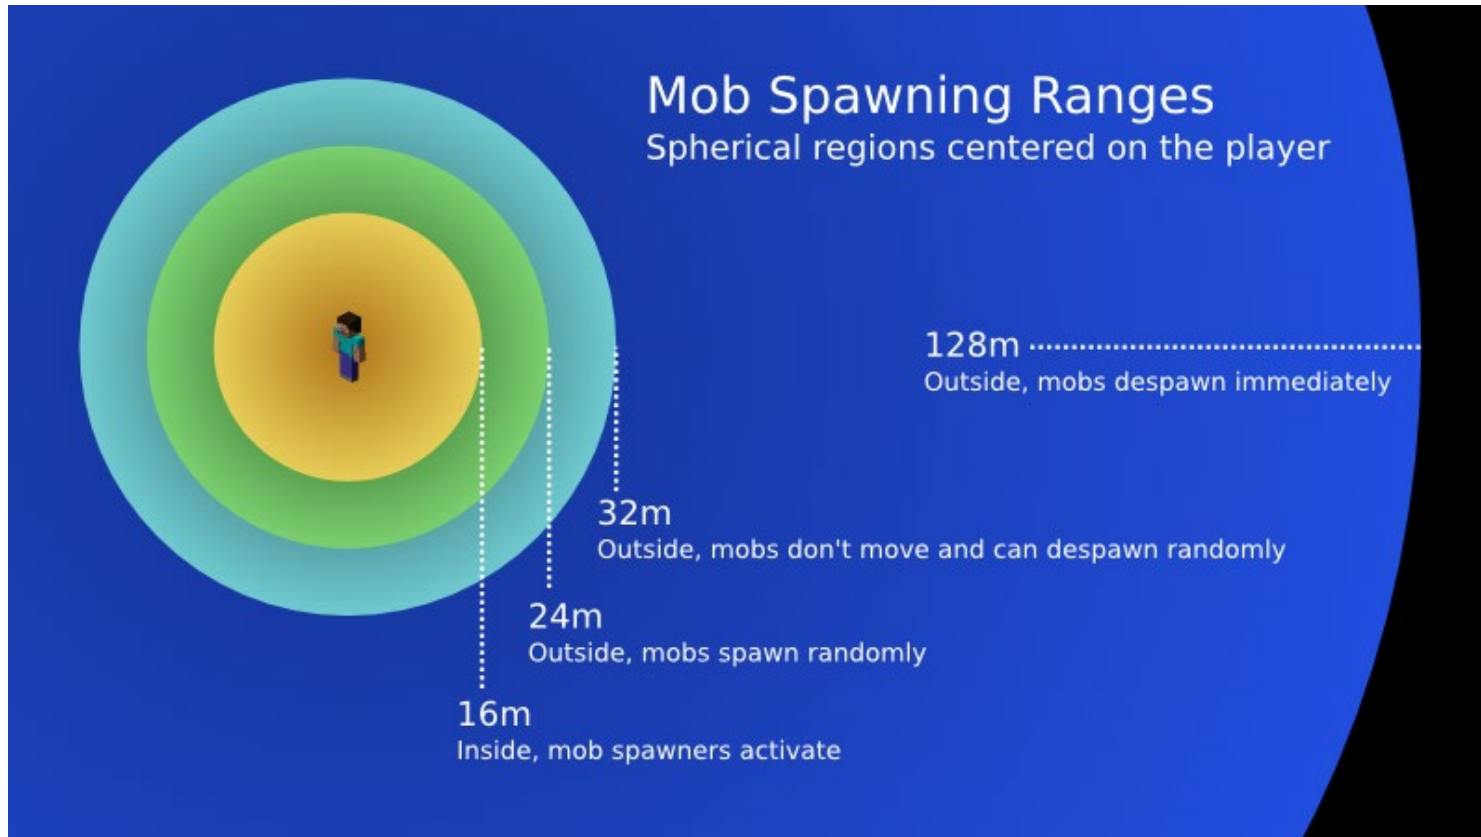 Mob Spawning Ranges
Spherical regions centered on the player
128m
Outside, mobs despawn immediately
32m
Outside, mobs don't move and can despawn randomly
24m
Outside, mobs spawn randomly
16m
Inside, mob spawners activate